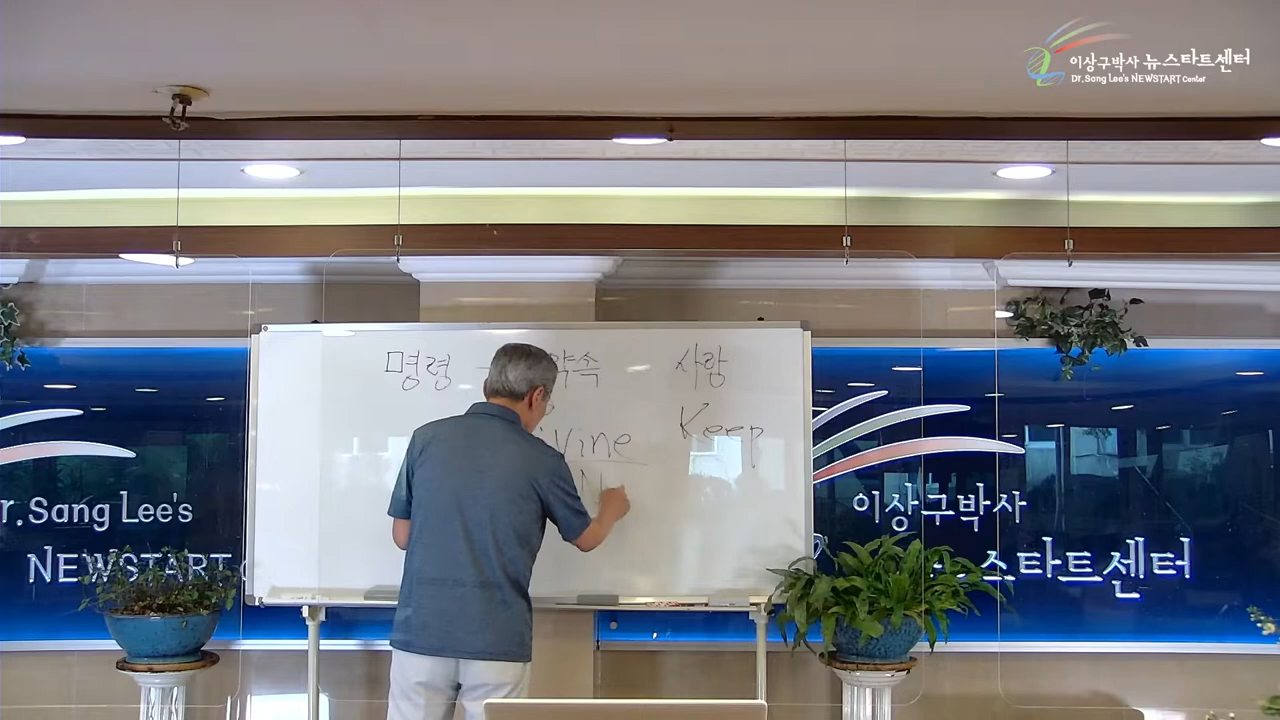 이상구박사 뉴스타트센터
Dr. Sang Lee's NEWSTART Center
명령 약속 사랑
Keep
r. Sang Lee's
NEWSTART
이상구박사
스타트센터